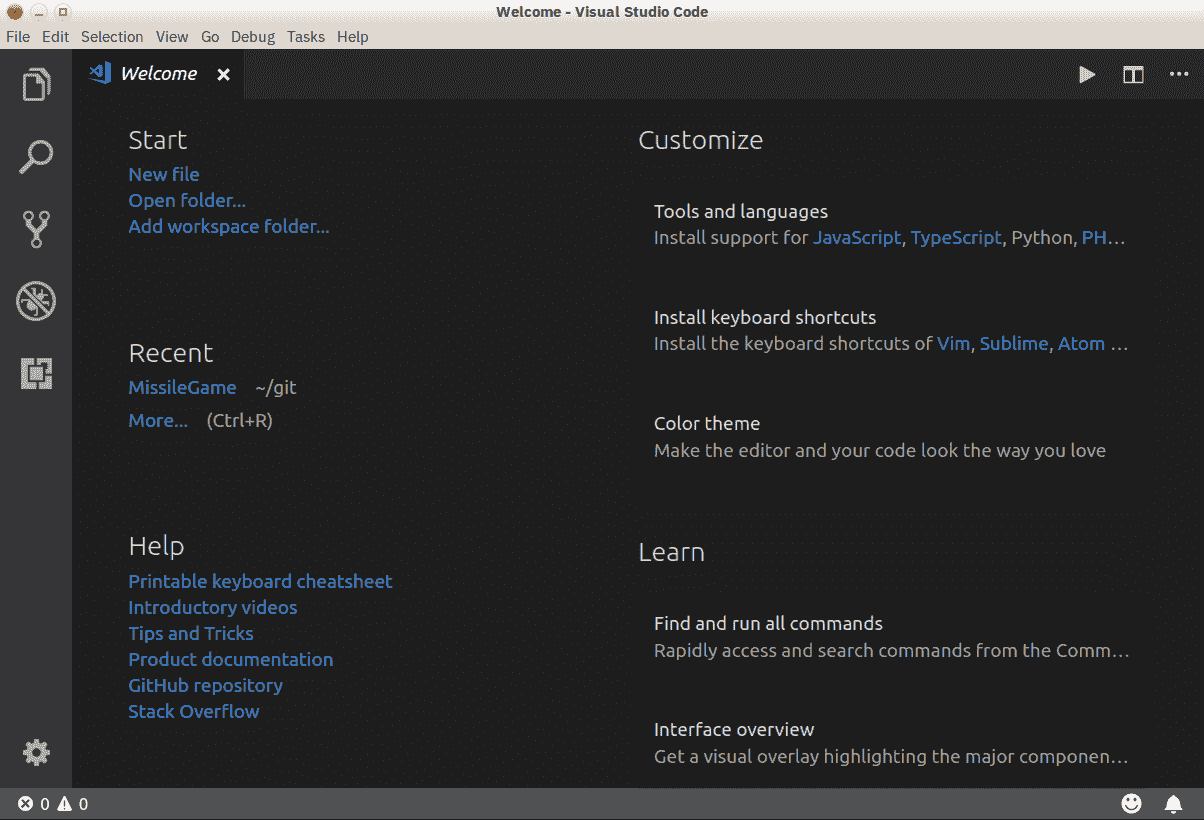 Welcome - Visual Studio Code
File Edit Selection View Go Debug Tasks Help
Welcome
Start
New file
Open folder...
Add workspace folder...
Recent
MissileGame ~/git
More... (Ctrl+R)
Help
Printable keyboard cheatsheet
Introductory videos
Tips and Tricks
Product documentation
GitHub repository
Stack Overflow
Customize
Tools and languages
Install support for JavaScript, TypeScript, Python, PH...
Install keyboard shortcuts
Install the keyboard shortcuts of Vim, Sublime, Atom ...
Color theme
Make the editor and your code look the way you love
Learn
Find and run all commands
Rapidly access and search commands from the Comm...
Interface overview
Get a visual overlay highlighting the major componen...
0 0